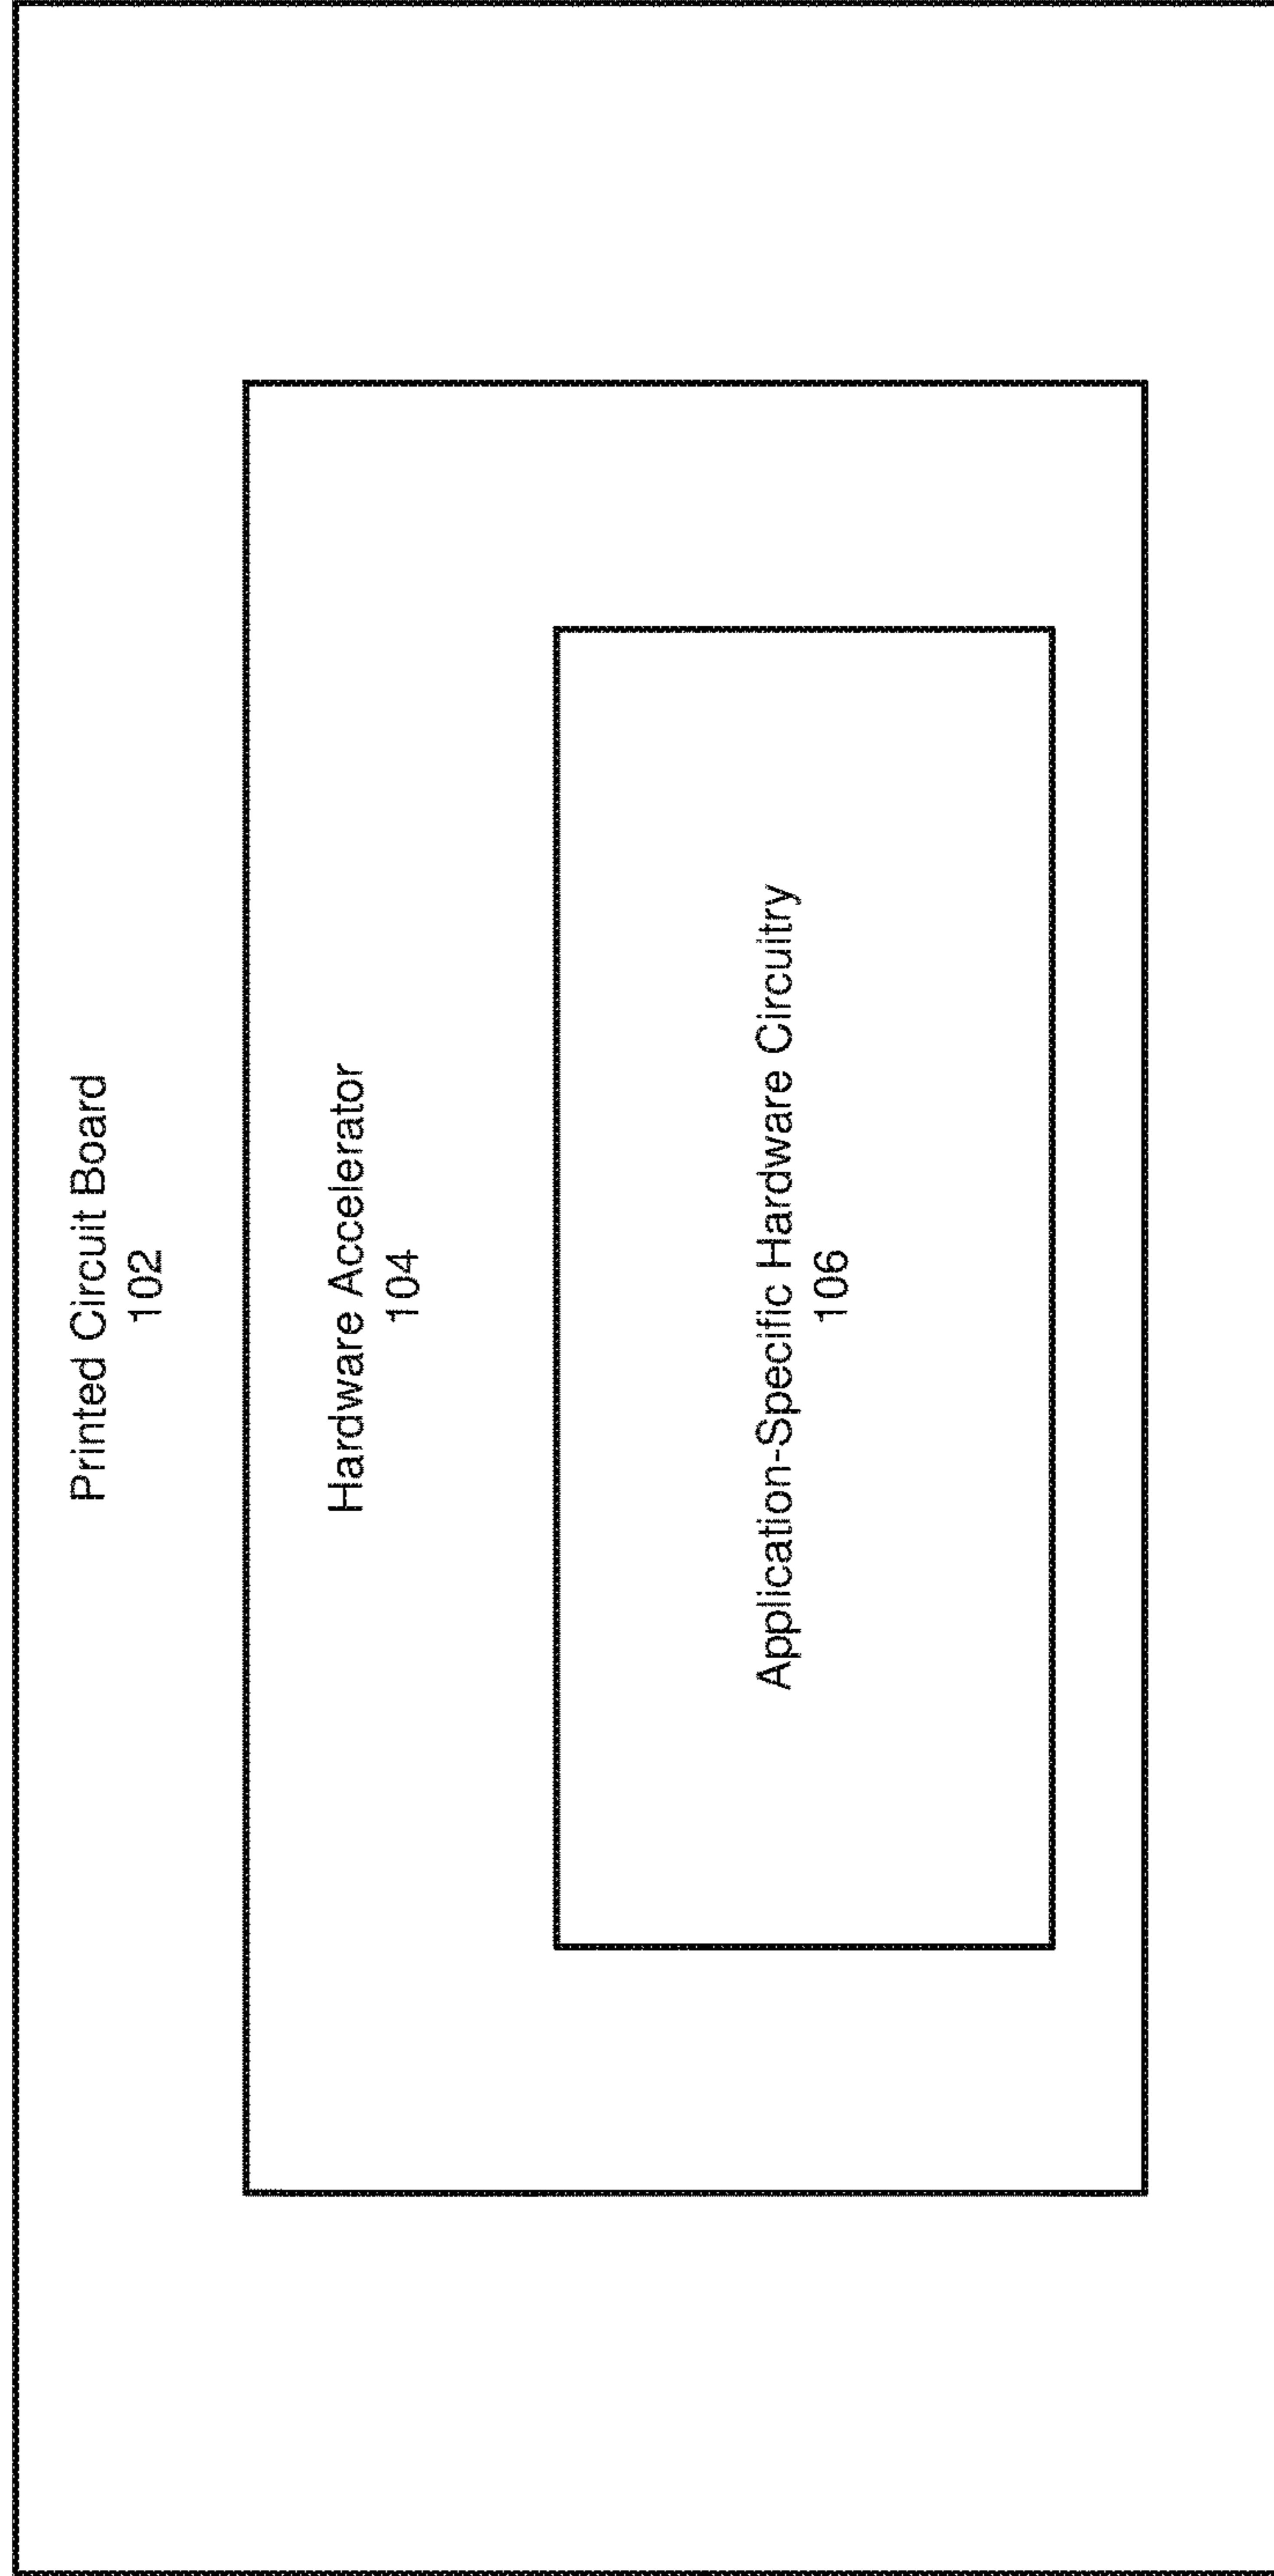 Printed Circuit Board
102
Hardware Accelerator
104
Application-Specific Hardware Circuitry
106